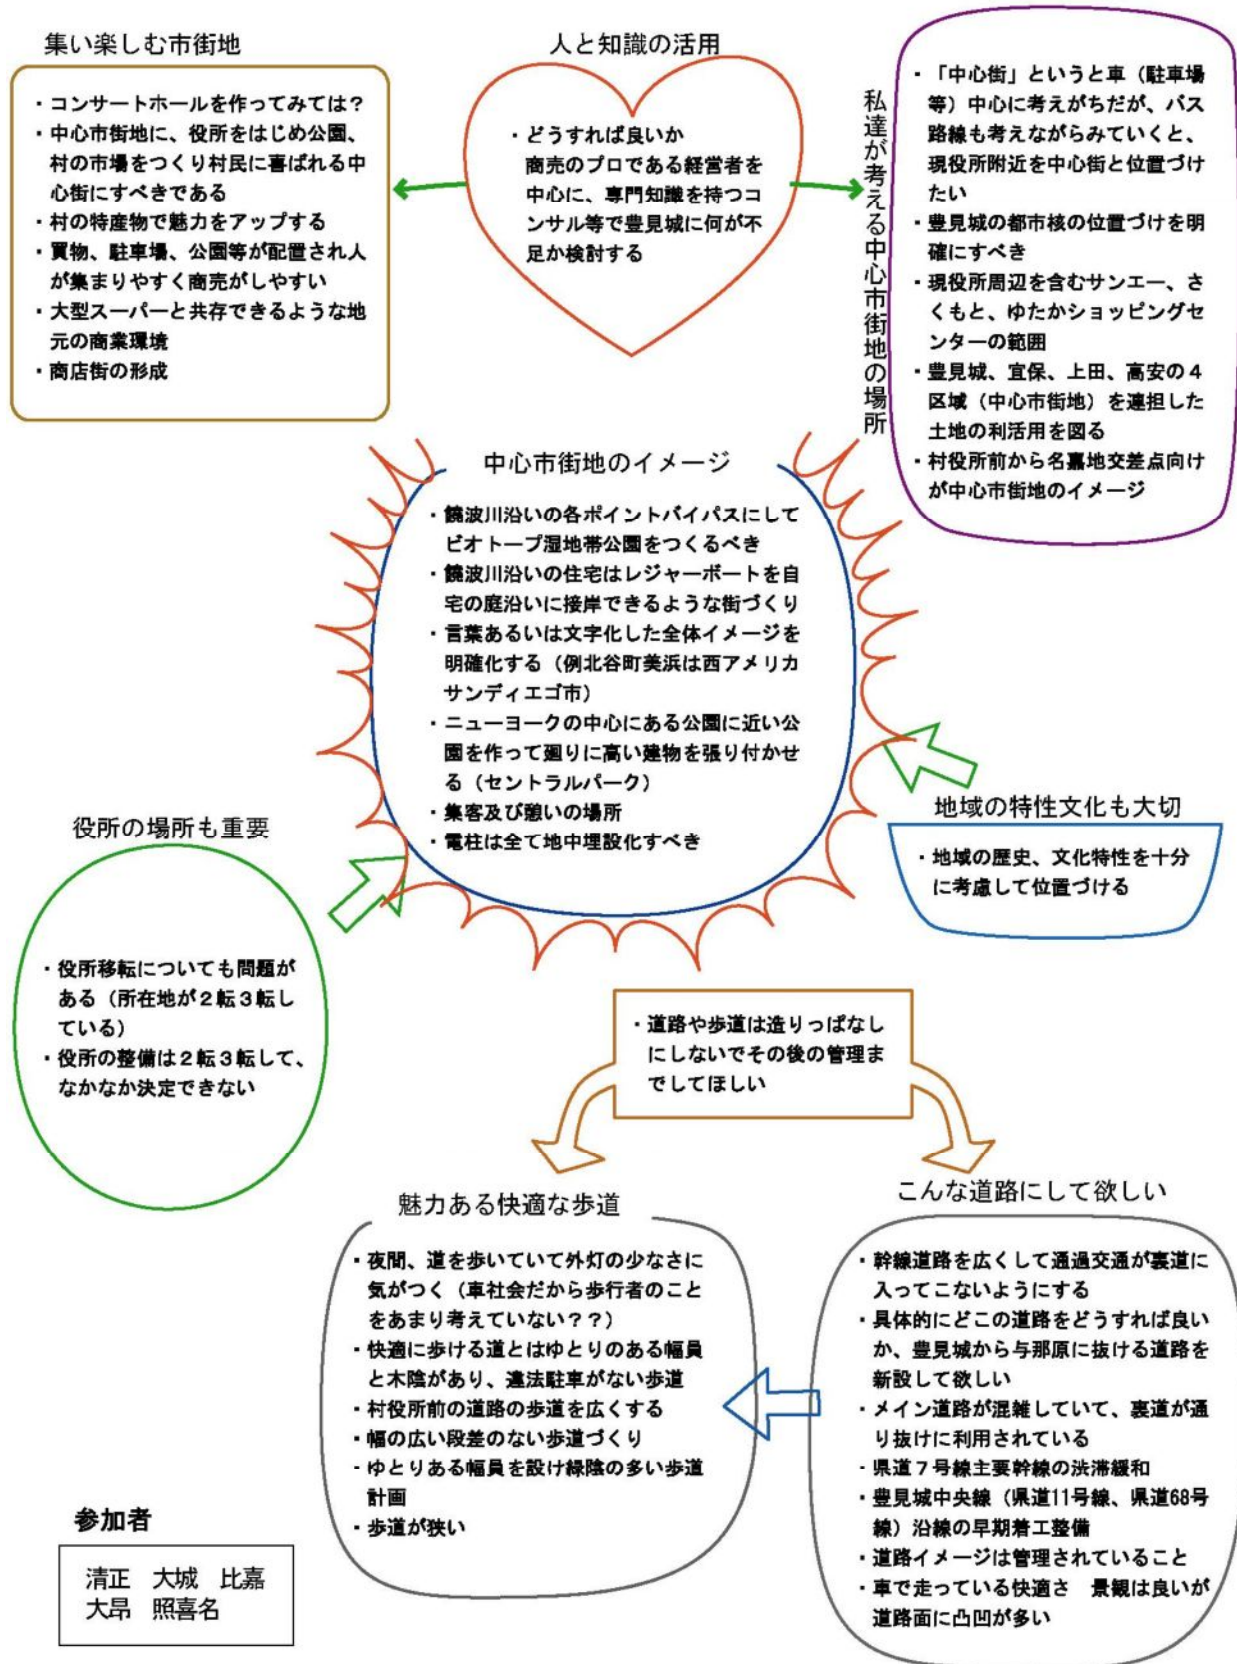 集い楽しむ市街地
・コンサートホールを作ってみては？
・中心市街地に、役所をはじめ公園、
村の市場をつくり村民に喜ばれる中
心街にすべきである
・村の特産物で魅力をアップする
・買物、駐車場、公園等が配置され人
が集まりやすく商売がしやすい
・大型スーパーと共存できるような地
元の商業環境
・商店街の形成
人と知識の活用
・どうすれば良いか
商売のプロである経営者を
中心に、専門知識を持つコ
ンサル等で豊見城に何が不
足か検討する
私達が考える中心市街地の場所
・「中心街」というと車（駐車場
等）中心に考えがちだが、バス
路線も考えながらみていくと、
現役所附近を中心街と位置づけ
たい
・豊見城の都市核の位置づけを明
確にすべき
・現役所周辺を含むサンエー、さ
くもと、ゆたかショッピングセ
ンターの範囲
・豊見城、宜保、上田、高安の４
区域（中心市街地）を連担した
土地の利活用を図る
・村役所前から名嘉地交差点向け
が中心市街地のイメージ
中心市街地のイメージ
・饒波川沿いの各ポイントバイパスにして
ビオトープ湿地帯公園をつくるべき
・饒波川沿いの住宅はレジャーボートを自
宅の庭沿いに接岸できるような街づくり
・言葉あるいは文字化した全体イメージを
明確化する（例北谷町美浜は西アメリカ
サンディエゴ市）
・ニューヨークの中心にある公園に近い公
園を作って廻りに高い建物を張り付かせ
る（セントラルパーク）
・集客及び憩いの場所
・電柱は全て地中埋設化すべき
役所の場所も重要
・役所移転についても問題が
ある（所在地が２転３転し
ている）
・役所の整備は２転３転して、
なかなか決定できない
地域の特性文化も大切
・地域の歴史、文化特性を十分
に考慮して位置づける
・道路や歩道は造りっぱなし
にしないでその後の管理ま
でしてほしい
魅力ある快適な歩道
・夜間、道を歩いていて外灯の少なさに
気がつく（車社会だから歩行者のこと
をあまり考えていない？？）
・快適に歩ける道とはゆとりのある幅員
と木陰があり、違法駐車がない歩道
・村役所前の道路の歩道を広くする
・幅の広い段差のない歩道づくり
・ゆとりある幅員を設け緑陰の多い歩道
計画
・歩道が狭い
こんな道路にして欲しい
・幹線道路を広くして通過交通が裏道に
入ってこないようにする
・具体的にどこの道路をどうすれば良い
か、豊見城から与那原に抜ける道路を
新設して欲しい
・メイン道路が混雑していて、裏道が通
り抜けに利用されている
・県道７号線主要幹線の渋滞緩和
・豊見城中央線（県道11号線、県道68号
線）沿線の早期着工整備
・道路イメージは管理されていること
・車で走っている快適さ　景観は良いが
道路面に凸凹が多い
参加者
清正　大城　比嘉
大昂　照喜名